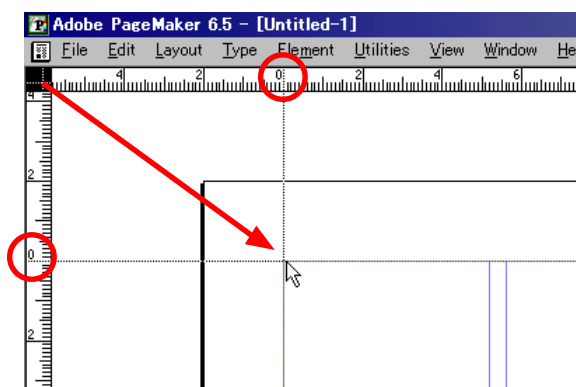 Adobe PageMaker 6.5 - [Untitled-1]
File Edit Layout Type Element Utilities View Window He
4 2 0 2 4 6
4
2
0
2